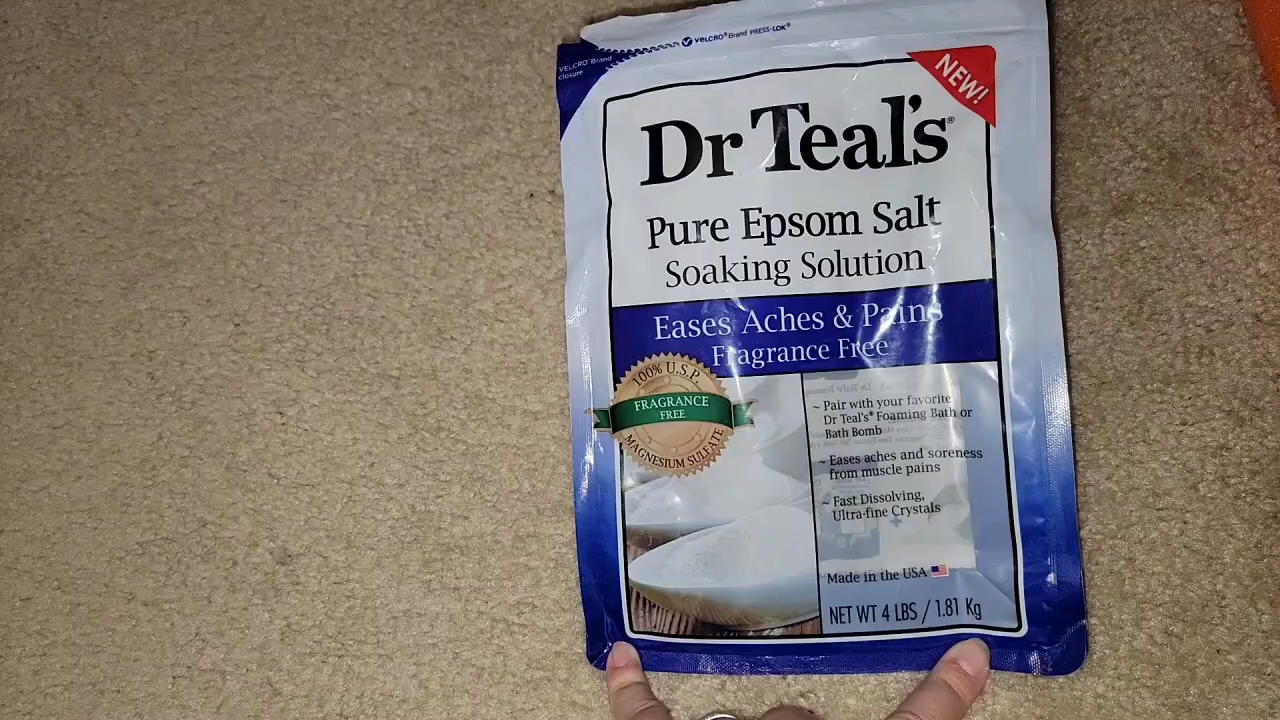 VELCRO® Brand PRESS-LOK®
VELCRO® Brand
closure
NEW!
Dr Teal's®
Pure Epsom Salt
Soaking Solution
Eases Aches & Pains
Fragrance Free
100% U.S.P.
FRAGRANCE
FREE
MAGNESIUM SULFATE
~ Pair with your favorite
Dr Teal's® Foaming Bath or
Bath Bomb
~ Eases aches and soreness
from muscle pains
~ Fast Dissolving,
Ultra-fine Crystals
Made in the USA
NET WT 4 LBS / 1.81 Kg